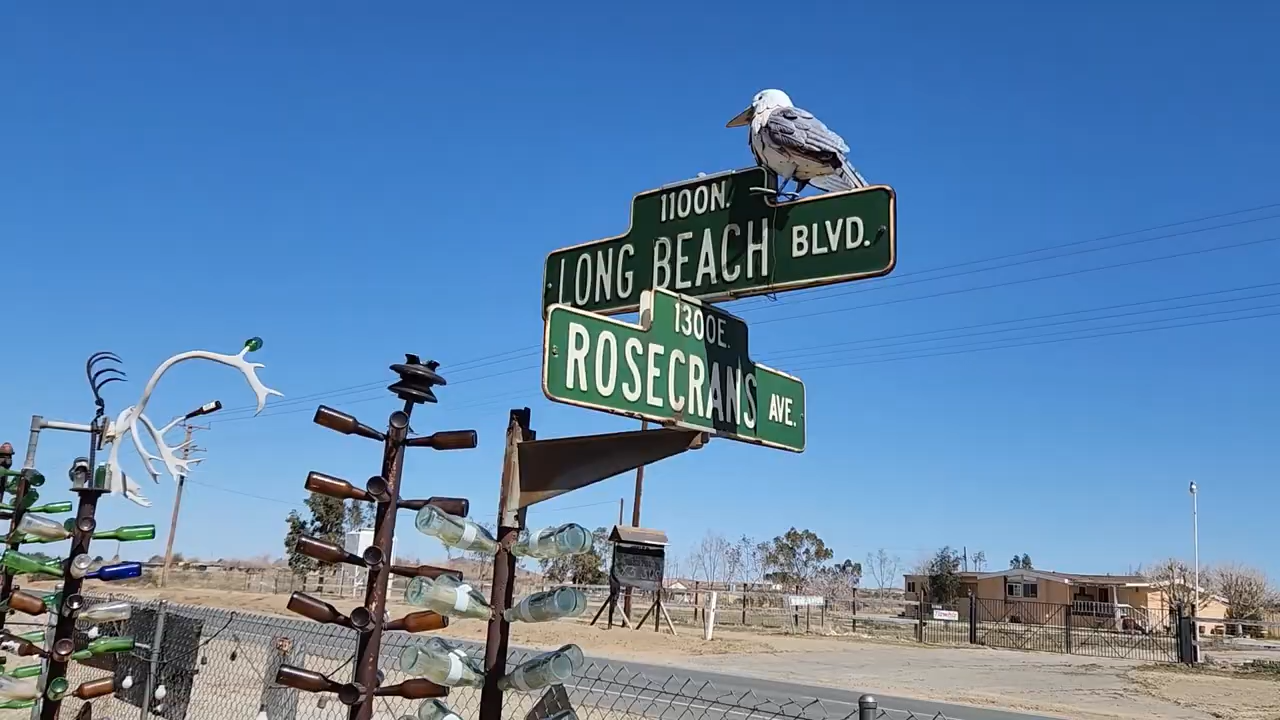 1100N.
LONG BEACH BLVD.
1300E.
ROSECRANS AVE.